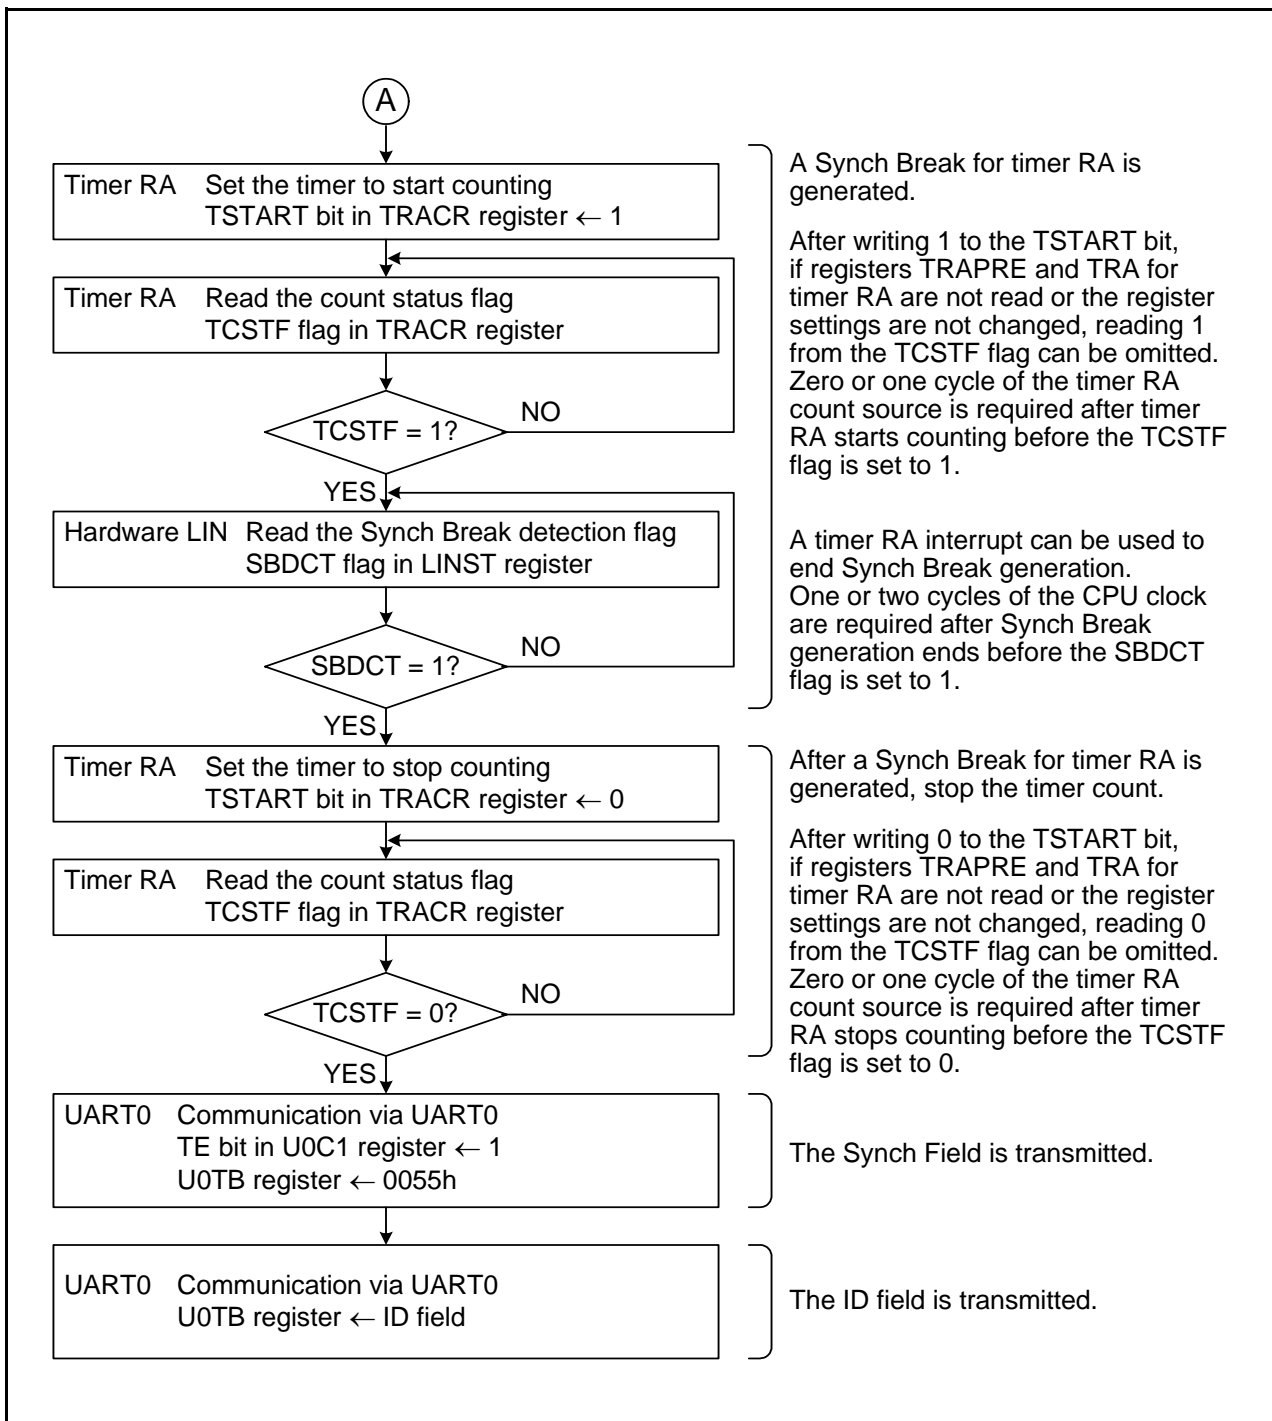 A
Timer RA Set the timer to start counting
TSTART bit in TRACR register ← 1
Timer RA Read the count status flag
TCSTF flag in TRACR register
TCSTF = 1?
NO
YES
Hardware LIN Read the Synch Break detection flag
SBDCT flag in LINST register
SBDCT = 1?
NO
YES
A Synch Break for timer RA is
generated.
After writing 1 to the TSTART bit,
if registers TRAPRE and TRA for
timer RA are not read or the register
settings are not changed, reading 1
from the TCSTF flag can be omitted.
Zero or one cycle of the timer RA
count source is required after timer
RA starts counting before the TCSTF
flag is set to 1.
A timer RA interrupt can be used to
end Synch Break generation.
One or two cycles of the CPU clock
are required after Synch Break
generation ends before the SBDCT
flag is set to 1.
Timer RA Set the timer to stop counting
TSTART bit in TRACR register ← 0
Timer RA Read the count status flag
TCSTF flag in TRACR register
TCSTF = 0?
NO
YES
After a Synch Break for timer RA is
generated, stop the timer count.
After writing 0 to the TSTART bit,
if registers TRAPRE and TRA for
timer RA are not read or the register
settings are not changed, reading 0
from the TCSTF flag can be omitted.
Zero or one cycle of the timer RA
count source is required after timer
RA stops counting before the TCSTF
flag is set to 0.
UART0 Communication via UART0
TE bit in U0C1 register ← 1
U0TB register ← 0055h
The Synch Field is transmitted.
UART0 Communication via UART0
U0TB register ← ID field
The ID field is transmitted.